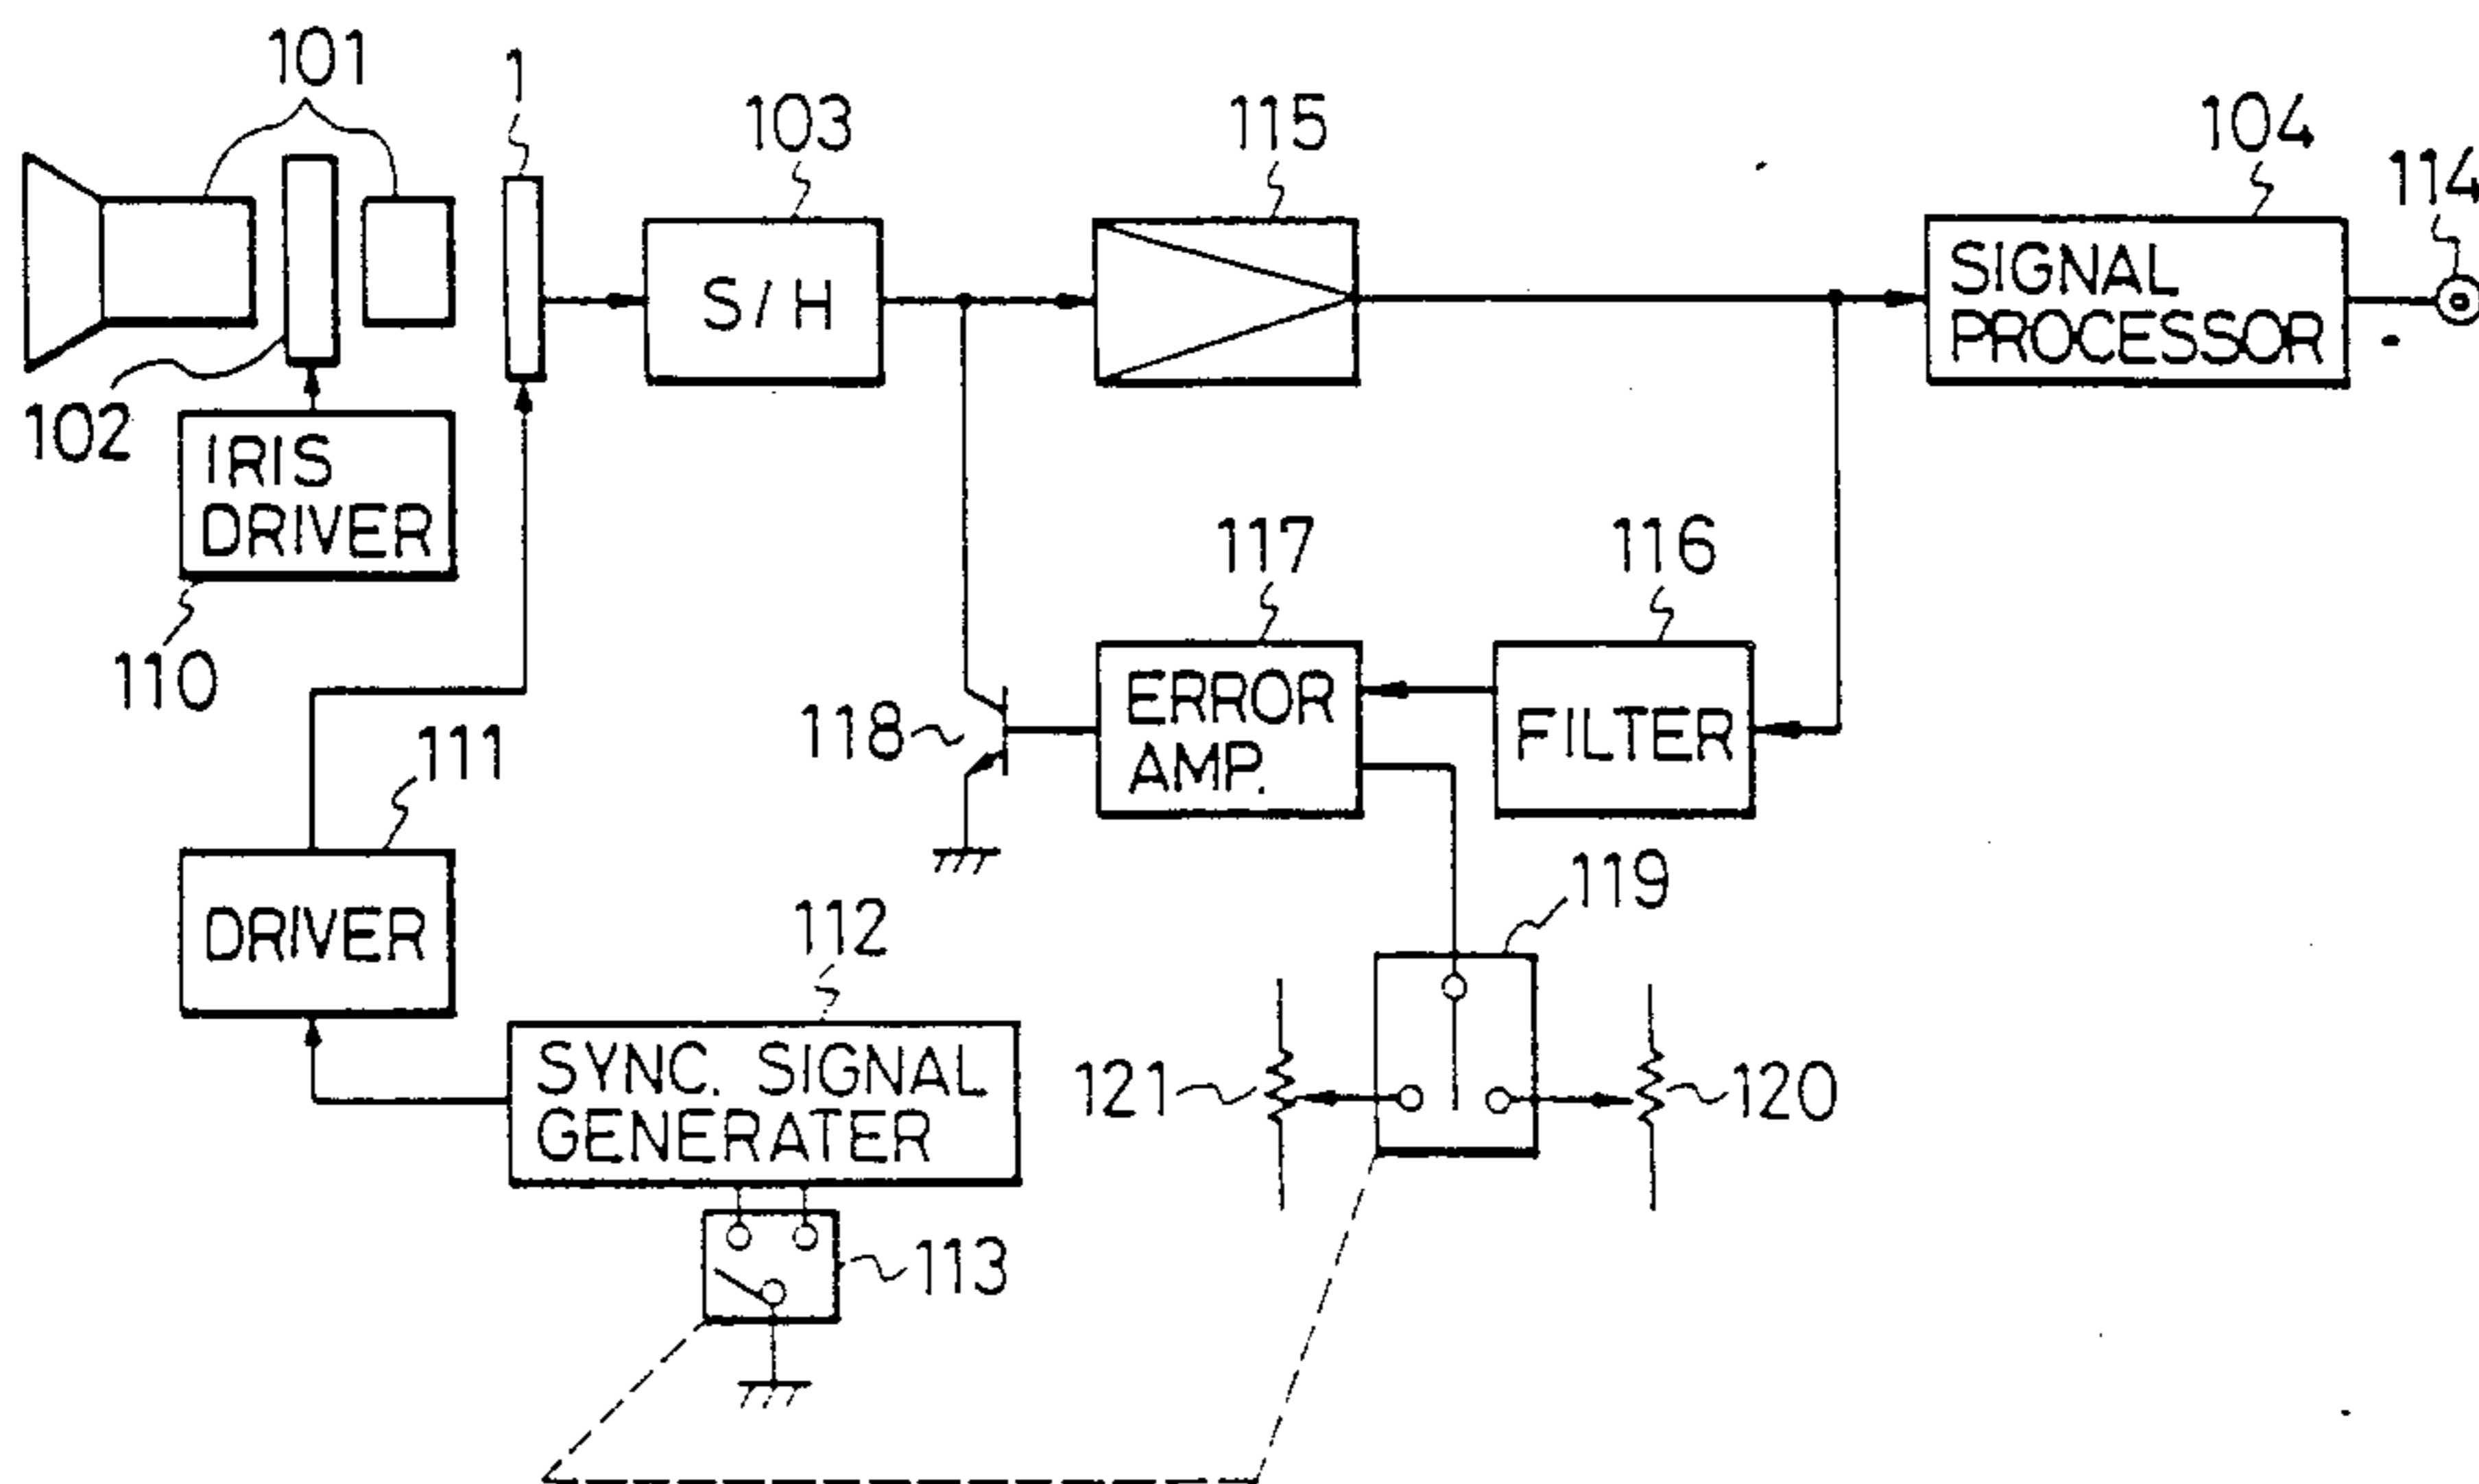 101
1
103
115
104
114
S/H
SIGNAL
PROCESSOR
102
IRIS
DRIVER
110
117
116
118
ERROR
AMP.
FILTER
111
119
DRIVER
112
SYNC. SIGNAL
GENERATER
121
120
113